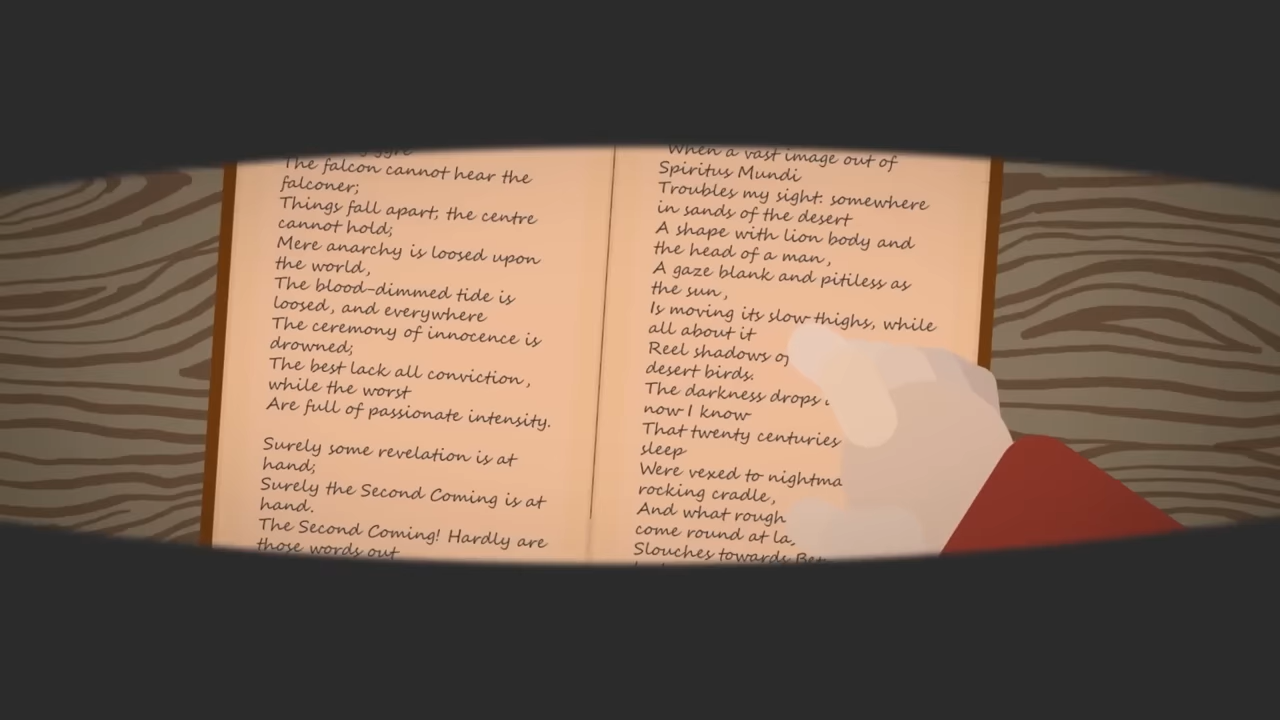 The falcon cannot hear the
falconer;
Things fall apart; the centre
cannot hold;
Mere anarchy is loosed upon
the world,
The blood-dimmed tide is
loosed, and everywhere
The ceremony of innocence is
drowned;
The best lack all conviction,
while the worst
Are full of passionate intensity.
Surely some revelation is at
hand;
Surely the Second Coming is at
hand.
The Second Coming! Hardly are
those words out
When a vast image out of
Spiritus Mundi
Troubles my sight: somewhere
in sands of the desert
A shape with lion body and
the head of a man,
A gaze blank and pitiless as
the sun,
Is moving its slow thighs, while
all about it
Reel shadows
desert birds.
The darkness drops
now I know
That twenty centuries
sleep
Were vexed to nightma
rocking cradle,
And what rough
come round at la
Slouches towards Be